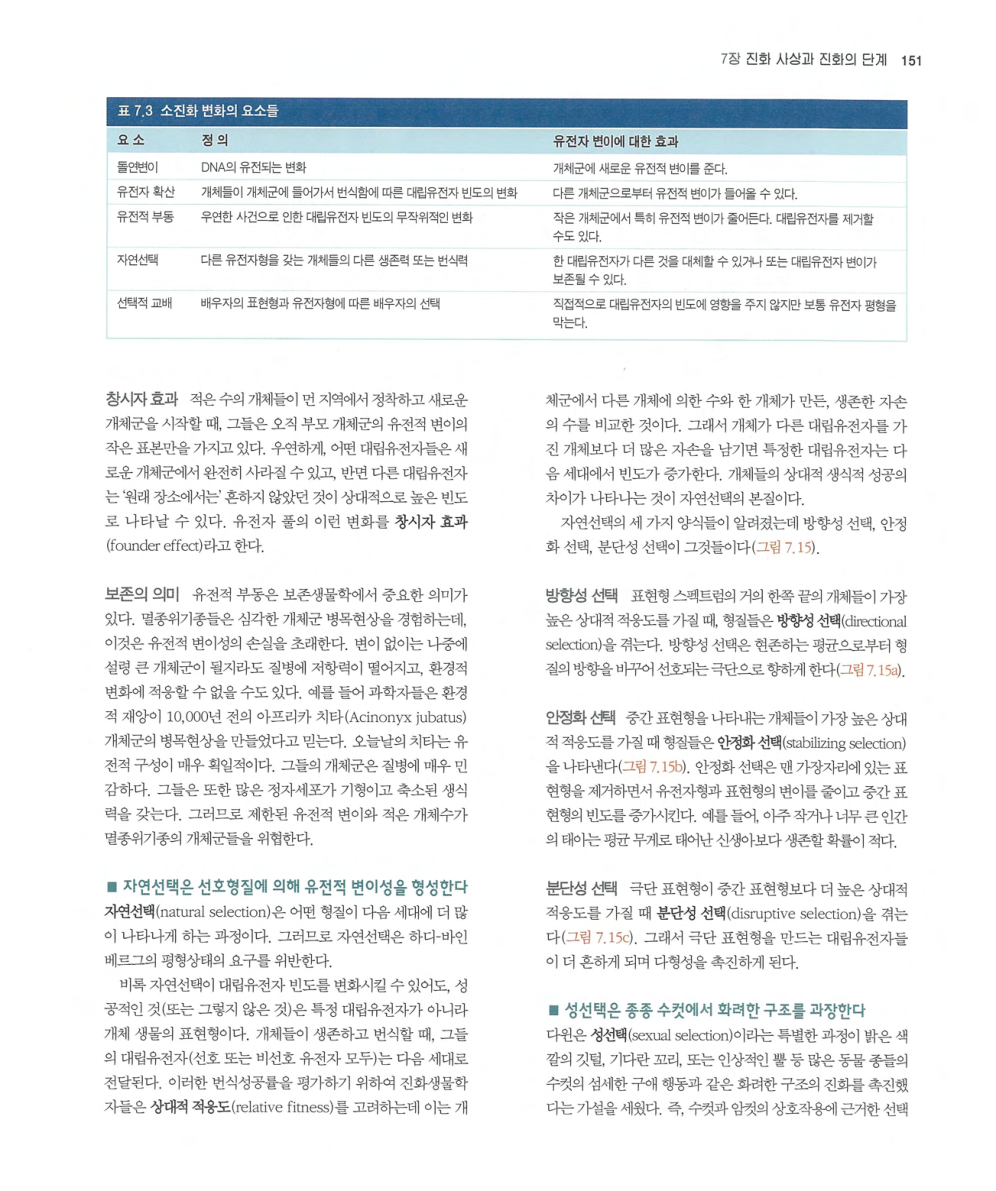 7장 진화 사상과 진화의 단계 151
표 7.3 소진화 변화의 요소들
요소 정의 유전자 변이에 대한 효과
돌연변이 DNA의 유전되는 변화 개체군에 새로운 유전적 변이를 준다.
유전자 확산 개체들이 개체군에 들어가서 번식함에 따른 대립유전자 빈도의 변화 다른 개체군으로부터 유전적 변이가 들어올 수 있다.
유전적 부동 우연한 사건으로 인한 대립유전자 빈도의 무작위적인 변화 작은 개체군에서 특히 유전적 변이가 줄어든다. 대립유전자를 제거할
수도 있다.
자연선택 다른 유전자형을 갖는 개체들의 다른 생존력 또는 번식력 한 대립유전자가 다른 것을 대체할 수 있거나 또는 대립유전자 변이가
보존될 수 있다.
선택적 교배 배우자의 표현형과 유전자형에 따른 배우자의 선택 직접적으로 대립유전자의 빈도에 영향을 주지 않지만 보통 유전자 평형을
막는다.
창시자 효과 적은 수의 개체들이 먼 지역에서 정착하고 새로운
개체군을 시작할 때, 그들은 오직 부모 개체군의 유전적 변이의
작은 표본만을 가지고 있다. 우연하게, 어떤 대립유전자들은 새
로운 개체군에서 완전히 사라질 수 있고, 반면 다른 대립유전자
는 '원래 장소에서는' 흔하지 않았던 것이 상대적으로 높은 빈도
로 나타날 수 있다. 유전자 풀의 이런 변화를 창시자 효과
(founder effect)라고 한다.
보존의 의미 유전적 부동은 보존생물학에서 중요한 의미가
있다. 멸종위기종들은 심각한 개체군 병목현상을 경험하는데,
이것은 유전적 변이성의 손실을 초래한다. 변이 없이는 나중에
설령 큰 개체군이 될지라도 질병에 저항력이 떨어지고, 환경적
변화에 적응할 수 없을 수도 있다. 예를 들어 과학자들은 환경
적 재앙이 10,000년 전의 아프리카 치타(Acinonyx jubatus)
개체군의 병목현상을 만들었다고 믿는다. 오늘날의 치타는 유
전적 구성이 매우 획일적이다. 그들의 개체군은 질병에 매우 민
감하다. 그들은 또한 많은 정자세포가 기형이고 축소된 생식
력을 갖는다. 그러므로 제한된 유전적 변이와 적은 개체수가
멸종위기종의 개체군들을 위협한다.
■ 자연선택은 선호형질에 의해 유전적 변이성을 형성한다
자연선택(natural selection)은 어떤 형질이 다음 세대에 더 많
이 나타나게 하는 과정이다. 그러므로 자연선택은 하디-바인
베르그의 평형상태의 요구를 위반한다.
비록 자연선택이 대립유전자 빈도를 변화시킬 수 있어도, 성
공적인 것(또는 그렇지 않은 것)은 특정 대립유전자가 아니라
개체 생물의 표현형이다. 개체들이 생존하고 번식할 때, 그들
의 대립유전자(선호 또는 비선호 유전자 모두)는 다음 세대로
전달된다. 이러한 번식성공률을 평가하기 위하여 진화생물학
자들은 상대적 적응도(relative fitness)를 고려하는데 이는 개
체군에서 다른 개체에 의한 수와 한 개체가 만든, 생존한 자손
의 수를 비교한 것이다. 그래서 개체가 다른 대립유전자를 가
진 개체보다 더 많은 자손을 남기면 특정한 대립유전자는 다
음 세대에서 빈도가 증가한다. 개체들의 상대적 생식적 성공의
차이가 나타나는 것이 자연선택의 본질이다.
자연선택의 세 가지 양식들이 알려졌는데 방향성 선택, 안정
화 선택, 분단성 선택이 그것들이다(그림 7.15).
방향성 선택 표현형 스펙트럼의 거의 한쪽 끝의 개체들이 가장
높은 상대적 적응도를 가질 때, 형질들은 방향성 선택(directional
selection)을 겪는다. 방향성 선택은 현존하는 평균으로부터 형
질의 방향을 바꾸어 선호되는 극단으로 향하게 한다(그림 7.15a).
안정화 선택 중간 표현형을 나타내는 개체들이 가장 높은 상대
적 적응도를 가질 때 형질들은 안정화 선택(stabilizing selection)
을 나타낸다(그림 7.15b). 안정화 선택은 맨 가장자리에 있는 표
현형을 제거하면서 유전자형과 표현형의 변이를 줄이고 중간 표
현형의 빈도를 증가시킨다. 예를 들어, 아주 작거나 너무 큰 인간
의 태아는 평균 무게로 태어난 신생아보다 생존할 확률이 적다.
분단성 선택 극단 표현형이 중간 표현형보다 더 높은 상대적
적응도를 가질 때 분단성 선택(disruptive selection)을 겪는
다(그림 7.15c). 그래서 극단 표현형을 만드는 대립유전자들
이 더 흔하게 되며 다형성을 촉진하게 된다.
■ 성선택은 종종 수컷에서 화려한 구조를 과장한다
다윈은 성선택(sexual selection)이라는 특별한 과정이 밝은 색
깔의 깃털, 기다란 꼬리, 또는 인상적인 뿔 등 많은 동물 종들의
수컷의 섬세한 구애 행동과 같은 화려한 구조의 진화를 촉진했
다는 가설을 세웠다. 즉, 수컷과 암컷의 상호작용에 근거한 선택